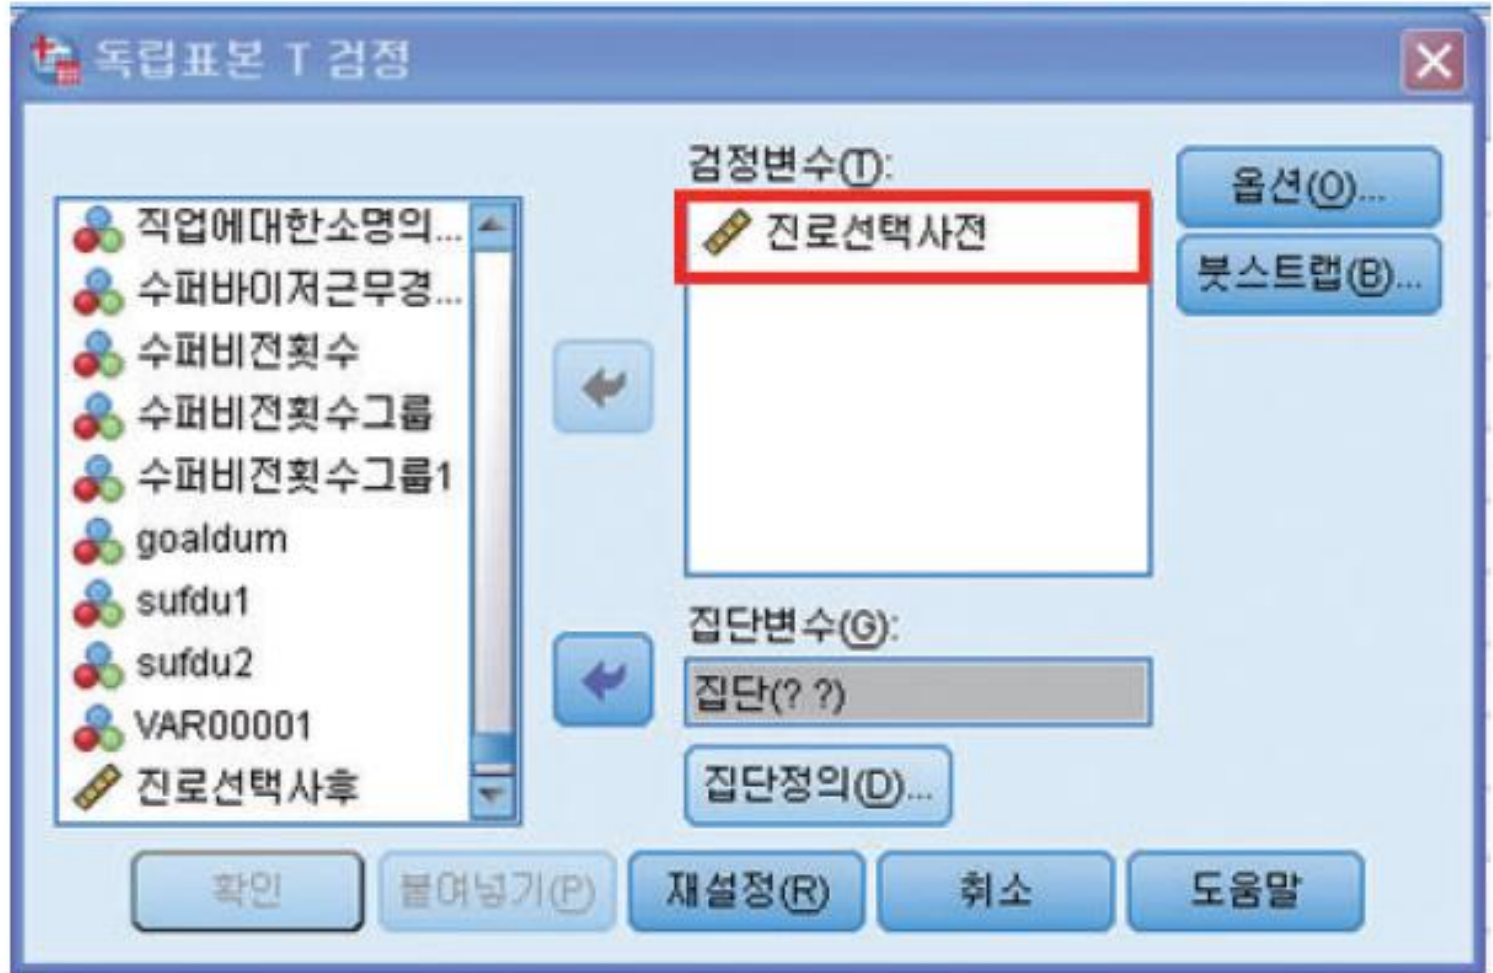 독립표본 T 검정
직업에대한소명의...
수퍼바이저근무경...
수퍼비전횟수
수퍼비전횟수그룹
수퍼비전횟수그룹1
goaldum
sufdu1
sufdu2
VAR00001
진로선택사후
검정변수(T):
진로선택사전
집단변수(G):
집단(? ?)
집단정의(D)...
옵션(O)...
붓스트랩(B)...
확인
붙여넣기(P)
재설정(R)
취소
도움말